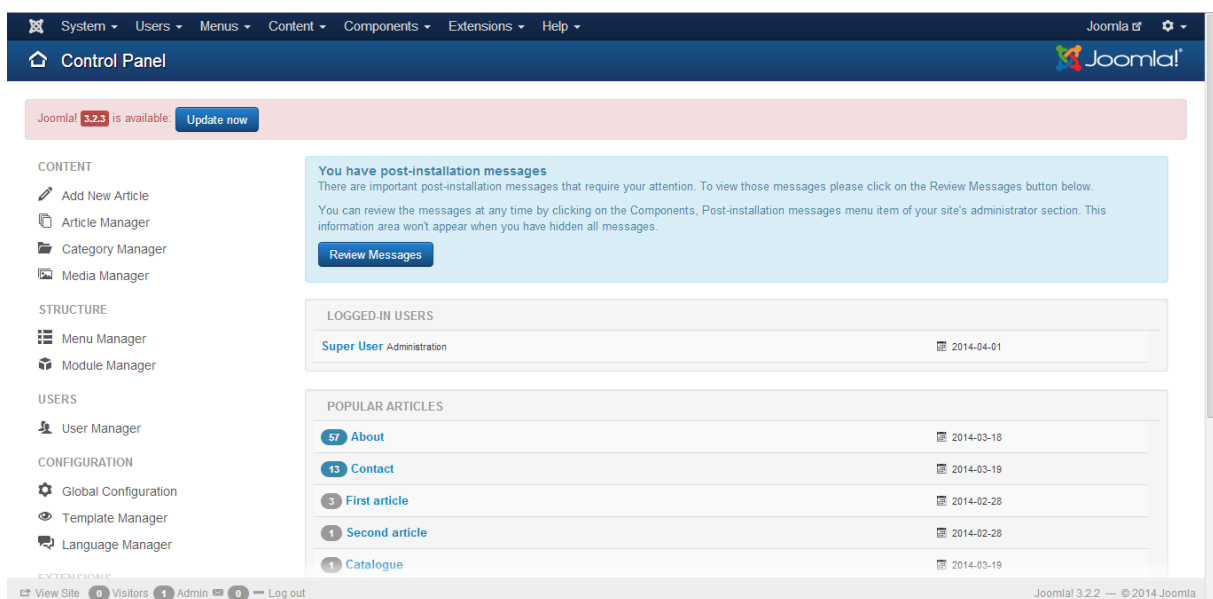 System Users Menus Content Components Extensions Help Joomla
Control Panel Joomla!®
Joomla! 3.2.3 is available: Update now
CONTENT
Add New Article
Article Manager
Category Manager
Media Manager
STRUCTURE
Menu Manager
Module Manager
USERS
User Manager
CONFIGURATION
Global Configuration
Template Manager
Language Manager
EXTENSIONS
You have post-installation messages
There are important post-installation messages that require your attention. To view those messages please click on the Review Messages button below.
You can review the messages at any time by clicking on the Components, Post-installation messages menu item of your site's administrator section. This
information area won't appear when you have hidden all messages.
Review Messages
LOGGED-IN USERS
Super User Administration 2014-04-01
POPULAR ARTICLES
57 About 2014-03-18
13 Contact 2014-03-19
3 First article 2014-02-28
1 Second article 2014-02-28
1 Catalogue 2014-03-19
View Site 0 Visitors 1 Admin 0 Log out Joomla! 3.2.2 — © 2014 Joomla